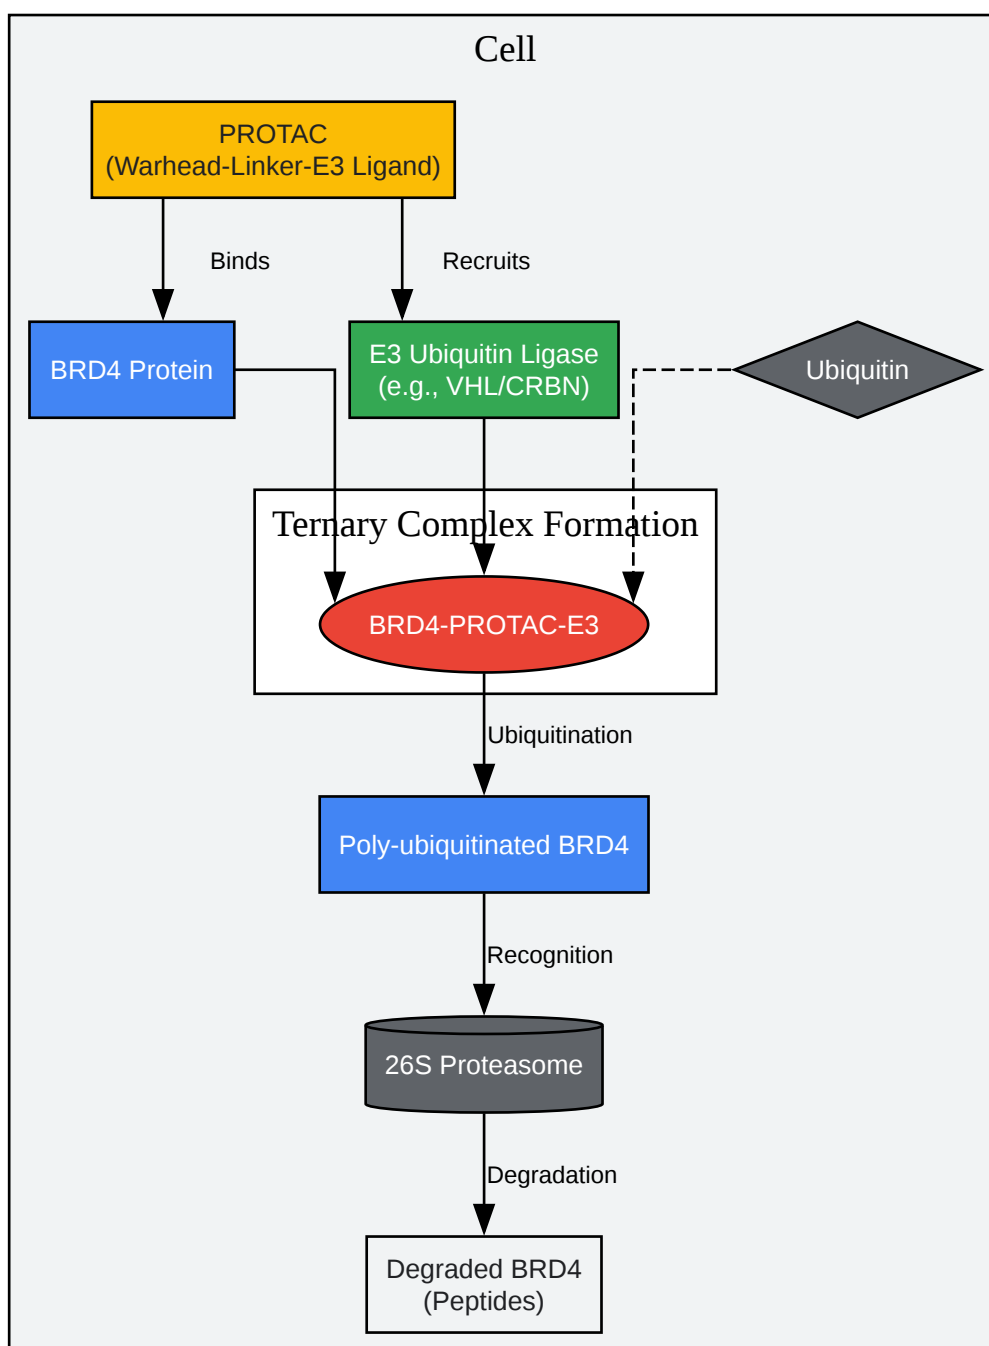 Cell
PROTAC
(Warhead-Linker-E3 Ligand)
Binds
Recruits
BRD4 Protein
E3 Ubiquitin Ligase
(e.g., VHL/CRBN)
Ubiquitin
Ternary Complex Formation
BRD4-PROTAC-E3
Ubiquitination
Poly-ubiquitinated BRD4
Recognition
26S Proteasome
Degradation
Degraded BRD4
(Peptides)